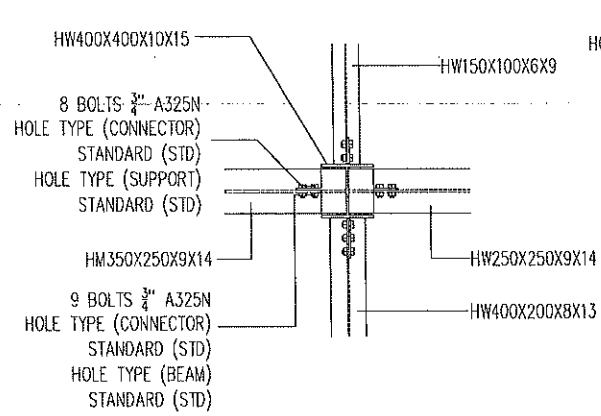 HW400X400X10X15
HW150X100X6X9
8 BOLTS 3/4" A325N
HOLE TYPE (CONNECTOR)
STANDARD (STD)
HOLE TYPE (SUPPORT)
STANDARD (STD)
HM350X250X9X14
HW250X250X9X14
9 BOLTS 3/4" A325N
HOLE TYPE (CONNECTOR)
STANDARD (STD)
HOLE TYPE (BEAM)
STANDARD (STD)
HW400X200X8X13